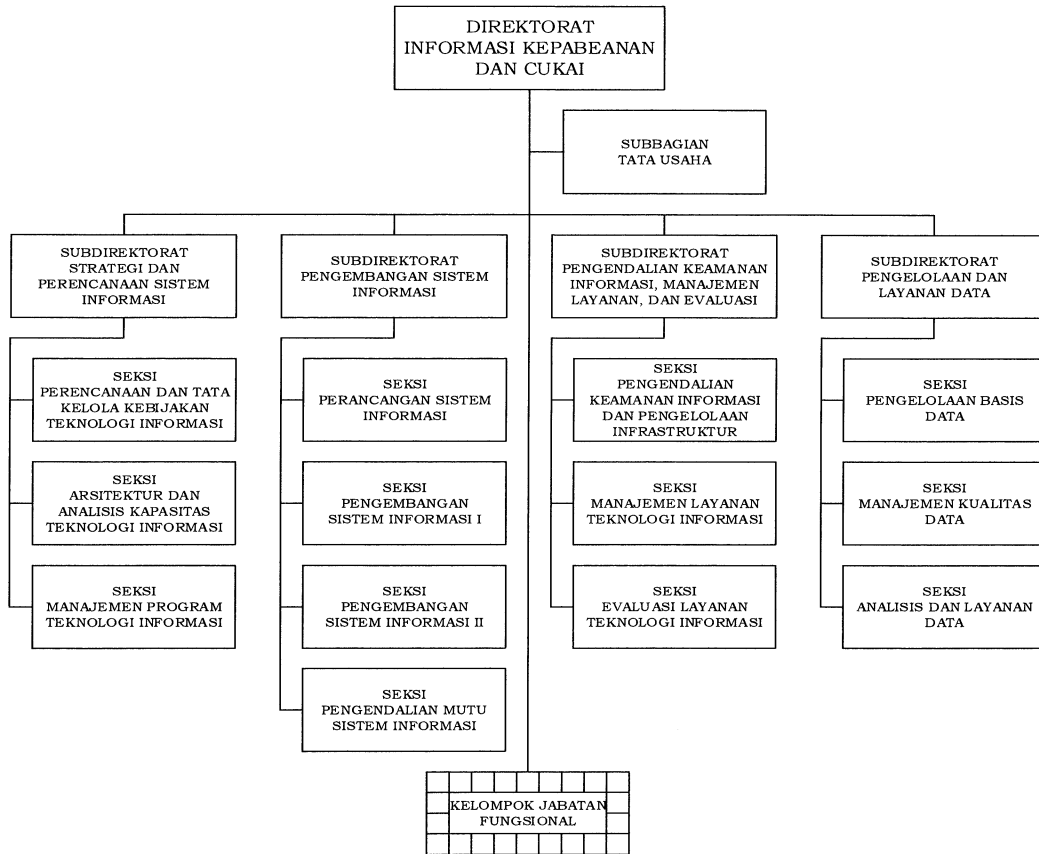 DIREKTORAT
INFORMASI KEPABEANAN
DAN CUKAI
SUBBAGIAN
TATA USAHA
SUBDIREKTORAT
STRATEGI DAN
PERENCANAAN SISTEM
INFORMASI
SUBDIREKTORAT
PENGEMBANGAN SISTEM
INFORMASI
SUBDIREKTORAT
PENGENDALIAN KEAMANAN
INFORMASI, MANAJEMEN
LAYANAN, DAN EVALUASI
SUBDIREKTORAT
PENGELOLAAN DAN
LAYANAN DATA
SEKSI
PERENCANAAN DAN TATA
KELOLA KEBIJAKAN
TEKNOLOGI INFORMASI
SEKSI
PERANCANGAN SISTEM
INFORMASI
SEKSI
PENGENDALIAN
KEAMANAN INFORMASI
DAN PENGELOLAAN
INFRASTRUKTUR
SEKSI
PENGELOLAAN BASIS
DATA
SEKSI
ARSITEKTUR DAN
ANALISIS KAPASITAS
TEKNOLOGI INFORMASI
SEKSI
PENGEMBANGAN
SISTEM INFORMASI I
SEKSI
MANAJEMEN LAYANAN
TEKNOLOGI INFORMASI
SEKSI
MANAJEMEN KUALITAS
DATA
SEKSI
MANAJEMEN PROGRAM
TEKNOLOGI INFORMASI
SEKSI
PENGEMBANGAN
SISTEM INFORMASI II
SEKSI
EVALUASI LAYANAN
TEKNOLOGI INFORMASI
SEKSI
ANALISIS DAN LAYANAN
DATA
SEKSI
PENGENDALIAN MUTU
SISTEM INFORMASI
KELOMPOK JABATAN
FUNGSIONAL